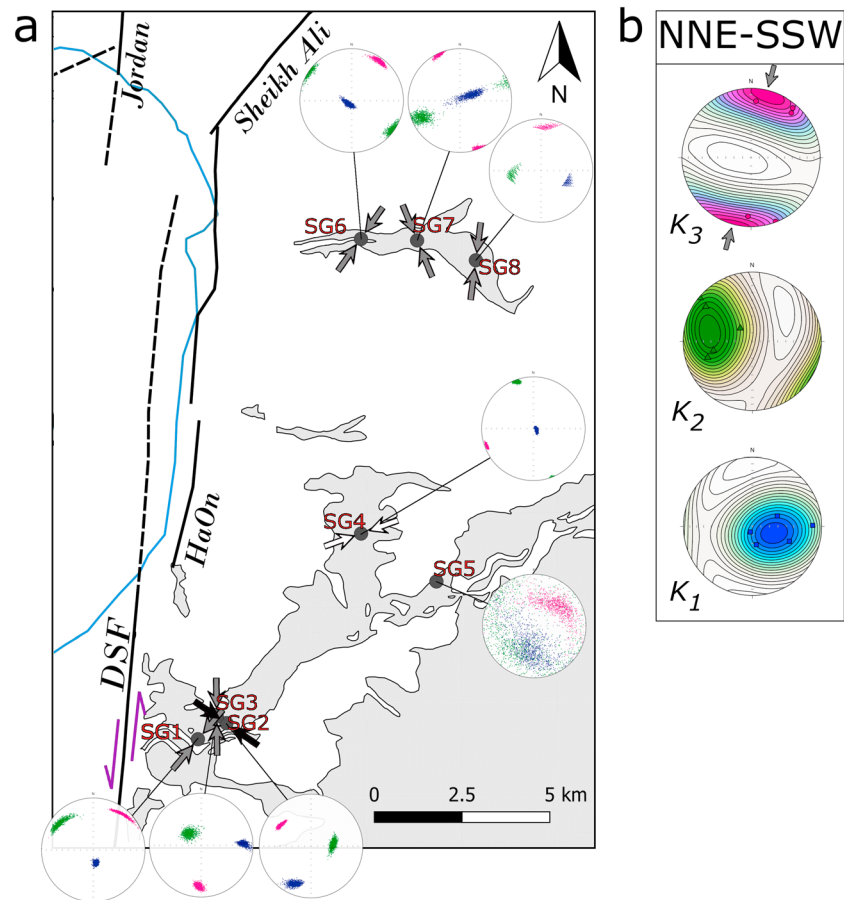 a
b
NNE-SSW
Jordan
Sheikh Ali
N
N
N
N
N
SG6
SG7
SG8
K3
N
K2
N
SG4
HaOn
SG5
N
K1
DSF
SG3
SG2
SG1
0 2.5 5 km
N
N
N